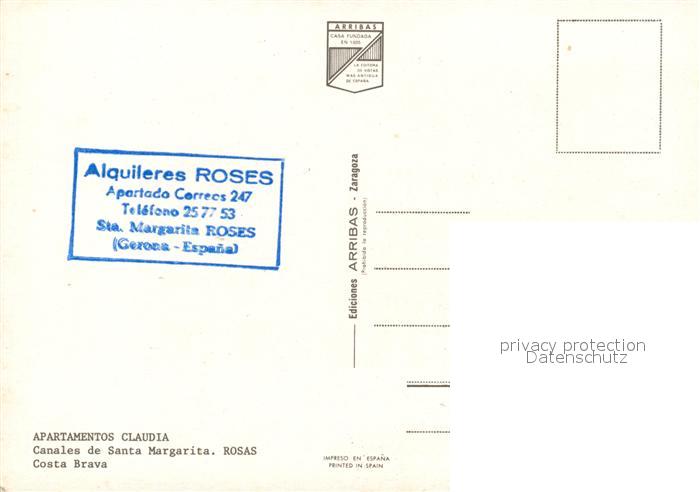 ARRIBAS
CASA FUNDADA
EN 1905
LA EDITORA
DE VISTAS
MAS ANTIGUA
DE ESPAÑA
Alquileres ROSES
Apartado Correos 247
Teléfono 25 77 53
Sta. Margarita ROSES
(Gerona - España)
Ediciones ARRIBAS - Zaragoza
(Prohibida la reproducción)
privacy protection
Datenschutz
APARTAMENTOS CLAUDIA
Canales de Santa Margarita. ROSAS
Costa Brava
IMPRESO EN ESPAÑA
PRINTED IN SPAIN